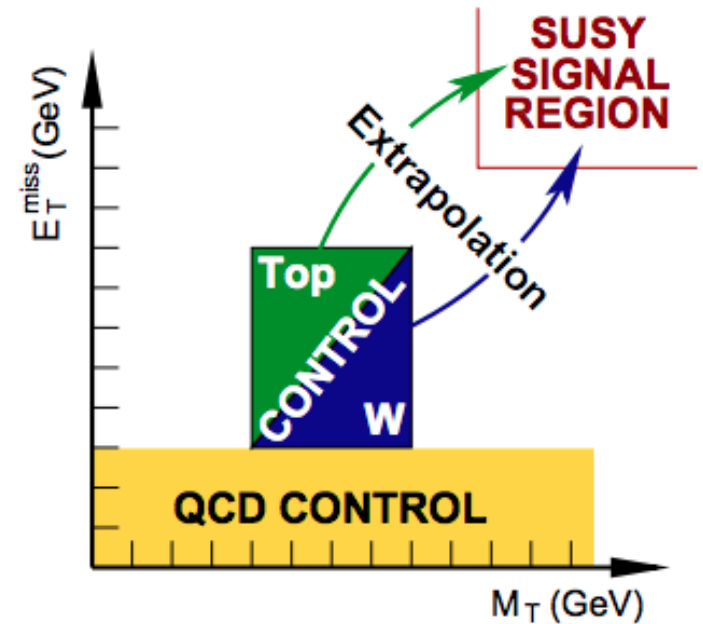 SUSY
SIGNAL
REGION
Extrapolation
E_T^miss (GeV)
Top
CONTROL
W
QCD CONTROL
M_T (GeV)